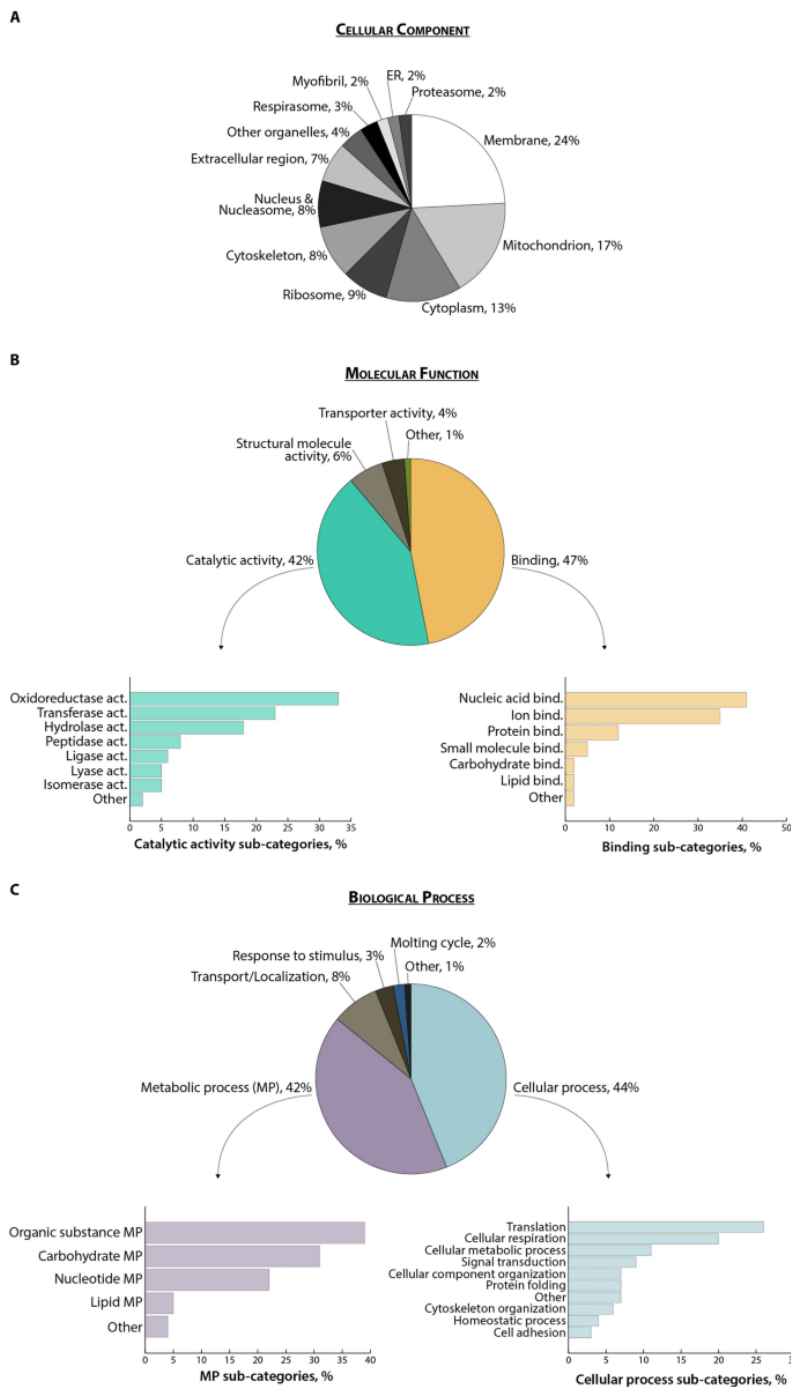 A
CELLULAR COMPONENT
Myofibril, 2%
ER, 2%
Proteasome, 2%
Respirasome, 3%
Other organelles, 4%
Membrane, 24%
Extracellular region, 7%
Nucleus &
Nucleasome, 8%
Mitochondrion, 17%
Cytoskeleton, 8%
Ribosome, 9%
Cytoplasm, 13%
B
MOLECULAR FUNCTION
Transporter activity, 4%
Other, 1%
Structural molecule
activity, 6%
Catalytic activity, 42%
Binding, 47%
Oxidoreductase act.
Transferase act.
Hydrolase act.
Peptidase act.
Ligase act.
Lyase act.
Isomerase act.
Other
0 5 10 15 20 25 30 35
Catalytic activity sub-categories, %
Nucleic acid bind.
Ion bind.
Protein bind.
Small molecule bind.
Carbohydrate bind.
Lipid bind.
Other
0 10 20 30 40 50
Binding sub-categories, %
C
BIOLOGICAL PROCESS
Molting cycle, 2%
Response to stimulus, 3%
Other, 1%
Transport/Localization, 8%
Metabolic process (MP), 42%
Cellular process, 44%
Organic substance MP
Carbohydrate MP
Nucleotide MP
Lipid MP
Other
0 5 10 15 20 25 30 35 40
MP sub-categories, %
Translation
Cellular respiration
Cellular metabolic process
Signal transduction
Cellular component organization
Protein folding
Other
Cytoskeleton organization
Homeostatic process
Cell adhesion
0 5 10 15 20 25
Cellular process sub-categories, %